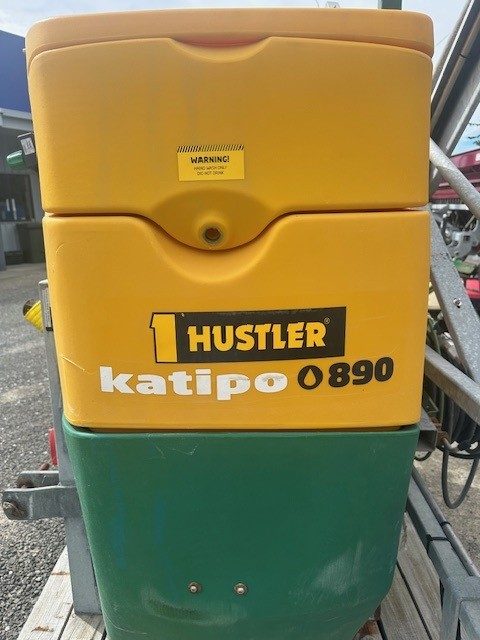 WARNING!
HAND WASH ONLY
DO NOT DRINK
1 HUSTLER®
katipo 890